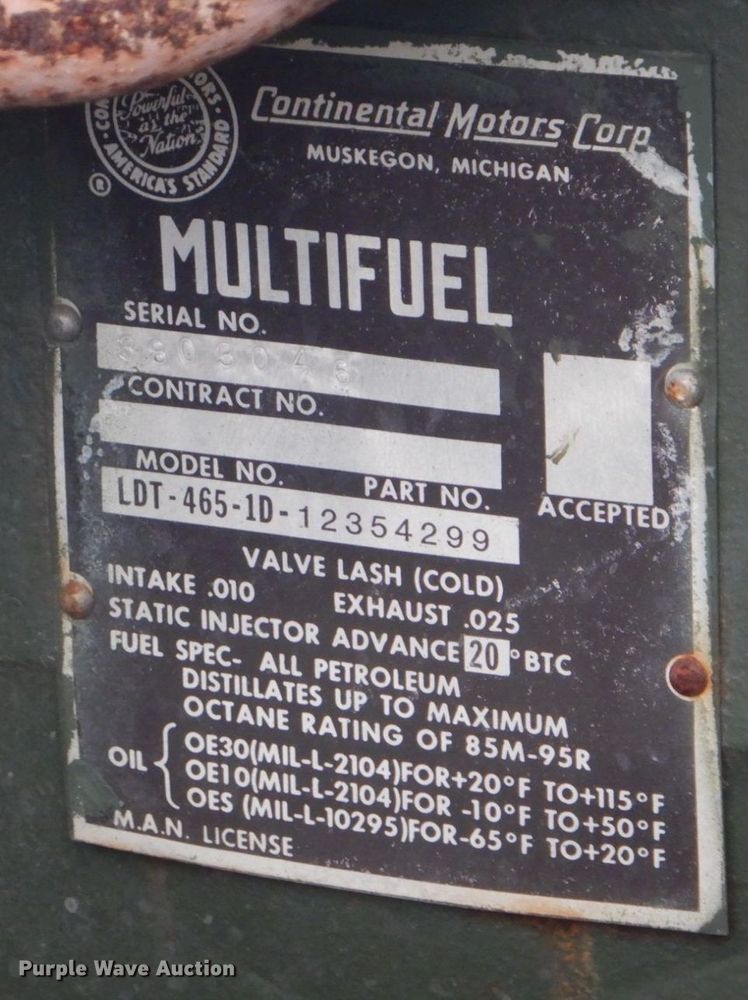 Powerful
as the
Nation
AMERICA'S STANDARD
®
Continental Motors Corp
MUSKEGON, MICHIGAN
MULTIFUEL
SERIAL NO.
CONTRACT NO.
MODEL NO. PART NO.
LDT-465-1D-12354299
ACCEPTED
VALVE LASH (COLD)
INTAKE .010 EXHAUST .025
STATIC INJECTOR ADVANCE 20° BTC
FUEL SPEC- ALL PETROLEUM
DISTILLATES UP TO MAXIMUM
OCTANE RATING OF 85M-95R
OIL
OE30(MIL-L-2104)FOR+20°F TO+115°F
OE10(MIL-L-2104)FOR -10°F TO+50°F
OES (MIL-L-10295)FOR-65°F TO+20°F
M.A.N. LICENSE
Purple Wave Auction